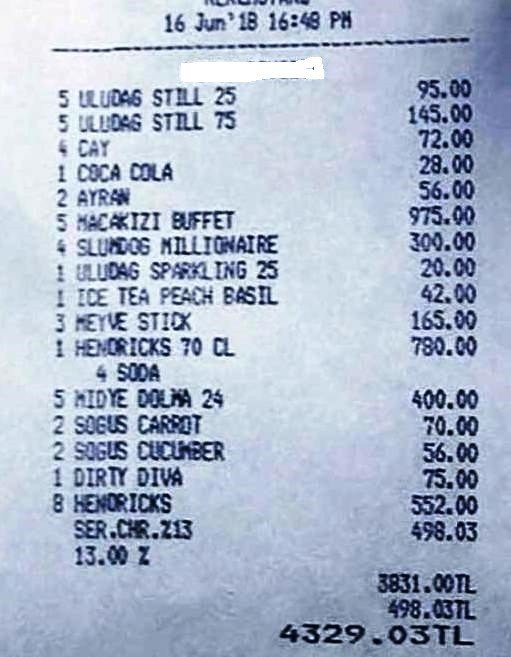 16 Jun'18 16:48 PM
5 ULUDAG STILL 25 95.00
5 ULUDAG STILL 75 145.00
4 CAY 72.00
1 COCA COLA 28.00
2 AYRAN 56.00
5 MACAKIZI BUFFET 975.00
4 SLUMDOG MILLIONAIRE 300.00
1 ULUDAG SPARKLING 25 20.00
1 ICE TEA PEACH BASIL 42.00
3 MEYVE STICK 165.00
1 HENDRICKS 70 CL 780.00
4 SODA
5 MIDYE DOLMA 24 400.00
2 SOGUS CARROT 70.00
2 SOGUS CUCUMBER 56.00
1 DIRTY DIVA 75.00
8 HENDRICKS 552.00
SER.CHR.%13 498.03
13.00 %
3831.00TL
498.03TL
4329.03TL